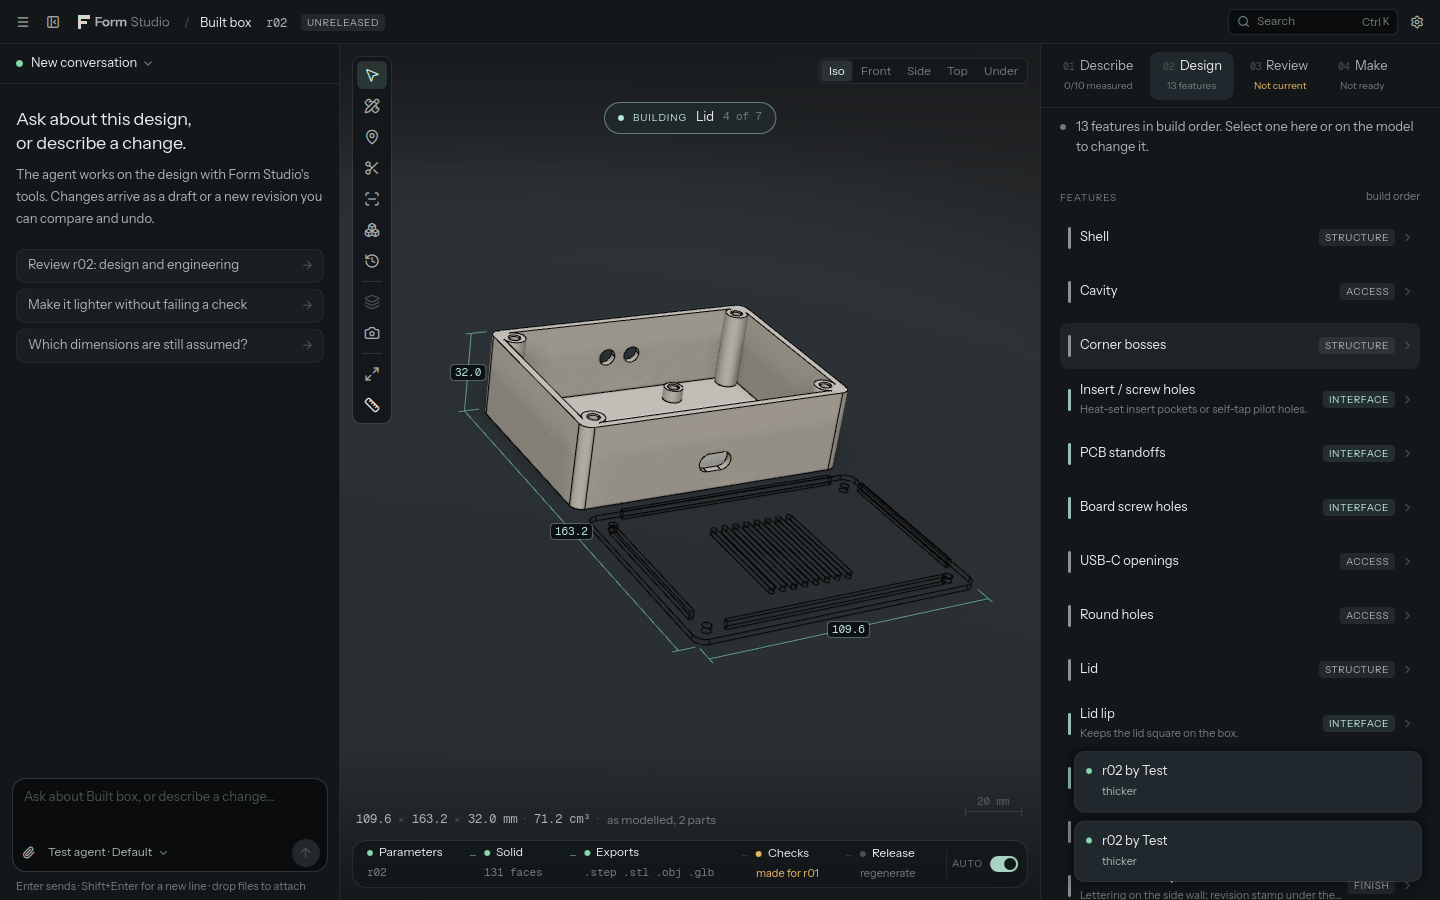 Form Studio / Built box r02 UNRELEASED
Search Ctrl K
New conversation
Ask about this design,
or describe a change.
The agent works on the design with Form Studio's
tools. Changes arrive as a draft or a new revision you
can compare and undo.
Review r02: design and engineering
Make it lighter without failing a check
Which dimensions are still assumed?
Ask about Built box, or describe a change...
Test agent · Default
Enter sends · Shift+Enter for a new line · drop files to attach
Iso Front Side Top Under
BUILDING Lid 4 of 7
32.0
163.2
109.6
20 mm
109.6 × 163.2 × 32.0 mm · 71.2 cm³ · as modelled, 2 parts
Parameters
r02
Solid
131 faces
Exports
.step .stl .obj .glb
Checks
made for r01
Release
regenerate
AUTO
01 Describe
0/10 measured
02 Design
13 features
03 Review
Not current
04 Make
Not ready
13 features in build order. Select one here or on the model
to change it.
FEATURES build order
Shell STRUCTURE
Cavity ACCESS
Corner bosses STRUCTURE
Insert / screw holes INTERFACE
Heat-set insert pockets or self-tap pilot holes.
PCB standoffs INTERFACE
Board screw holes INTERFACE
USB-C openings ACCESS
Round holes ACCESS
Lid STRUCTURE
Lid lip INTERFACE
Keeps the lid square on the box.
r02 by Test
thicker
r02 by Test
thicker
FINISH
Lettering on the side wall; revision stamp under the...